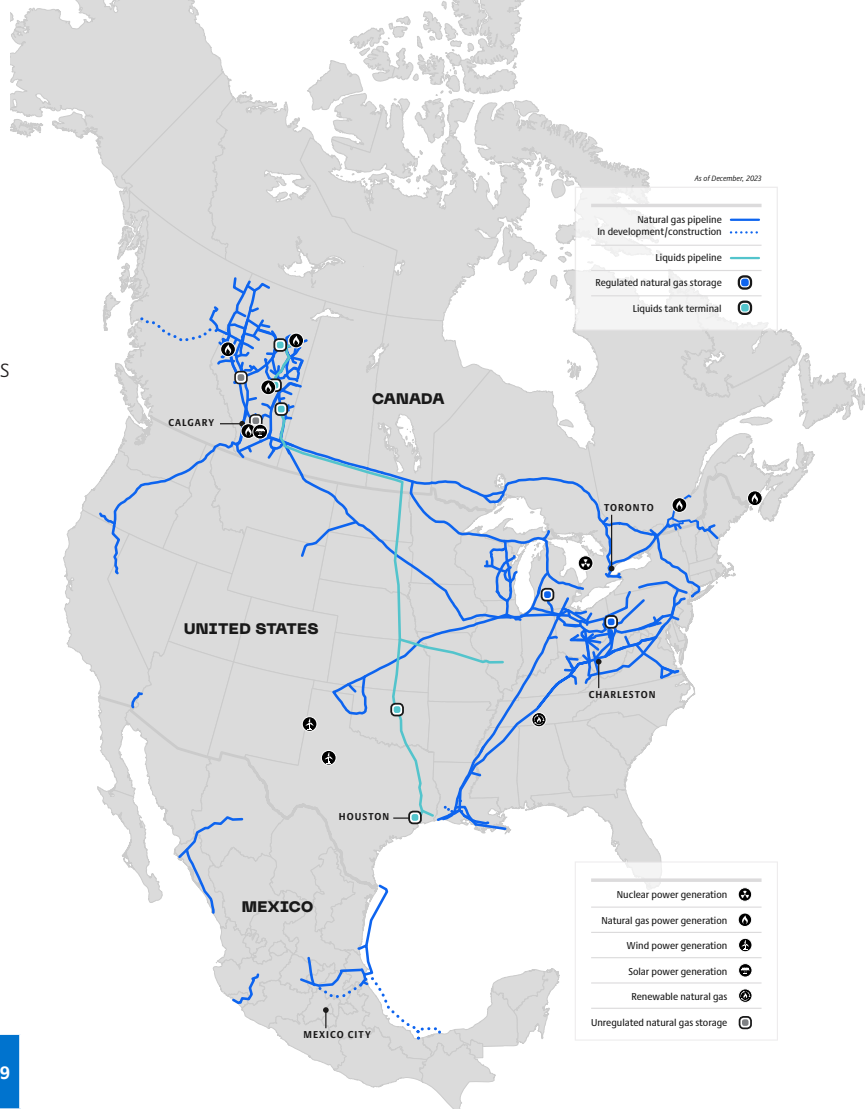 As of December, 2023
Natural gas pipeline
In development/construction
Liquids pipeline
Regulated natural gas storage
Liquids tank terminal
S
CANADA
CALGARY
TORONTO
UNITED STATES
CHARLESTON
HOUSTON
MEXICO
MEXICO CITY
Nuclear power generation
Natural gas power generation
Wind power generation
Solar power generation
Renewable natural gas
Unregulated natural gas storage
9